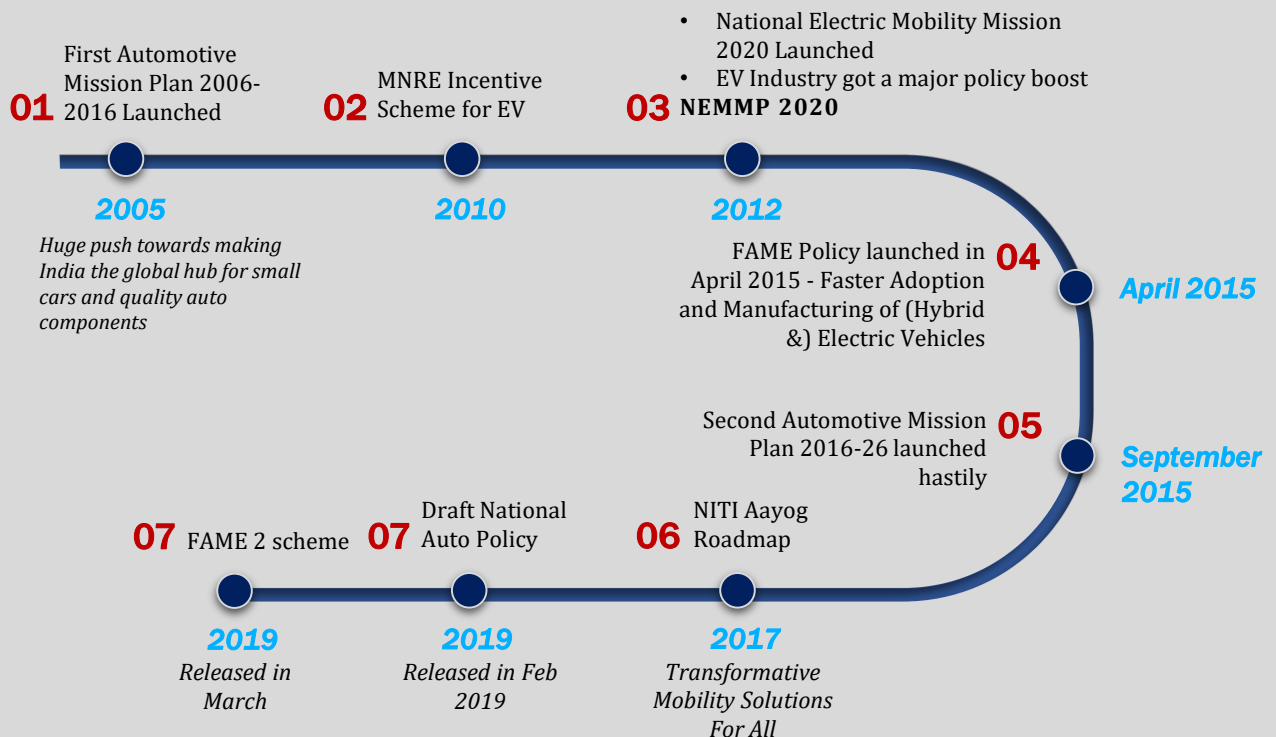 01
First Automotive
Mission Plan 2006-
2016 Launched
2005
Huge push towards making
India the global hub for small
cars and quality auto
components
02
MNRE Incentive
Scheme for EV
2010
• National Electric Mobility Mission
2020 Launched
• EV Industry got a major policy boost
03
NEMMP 2020
2012
FAME Policy launched in
April 2015 - Faster Adoption
and Manufacturing of (Hybrid
&) Electric Vehicles
04
April 2015
Second Automotive Mission
Plan 2016-26 launched
hastily
05
September
2015
06
NITI Aayog
Roadmap
2017
Transformative
Mobility Solutions
For All
07
Draft National
Auto Policy
2019
Released in Feb
2019
07
FAME 2 scheme
2019
Released in
March